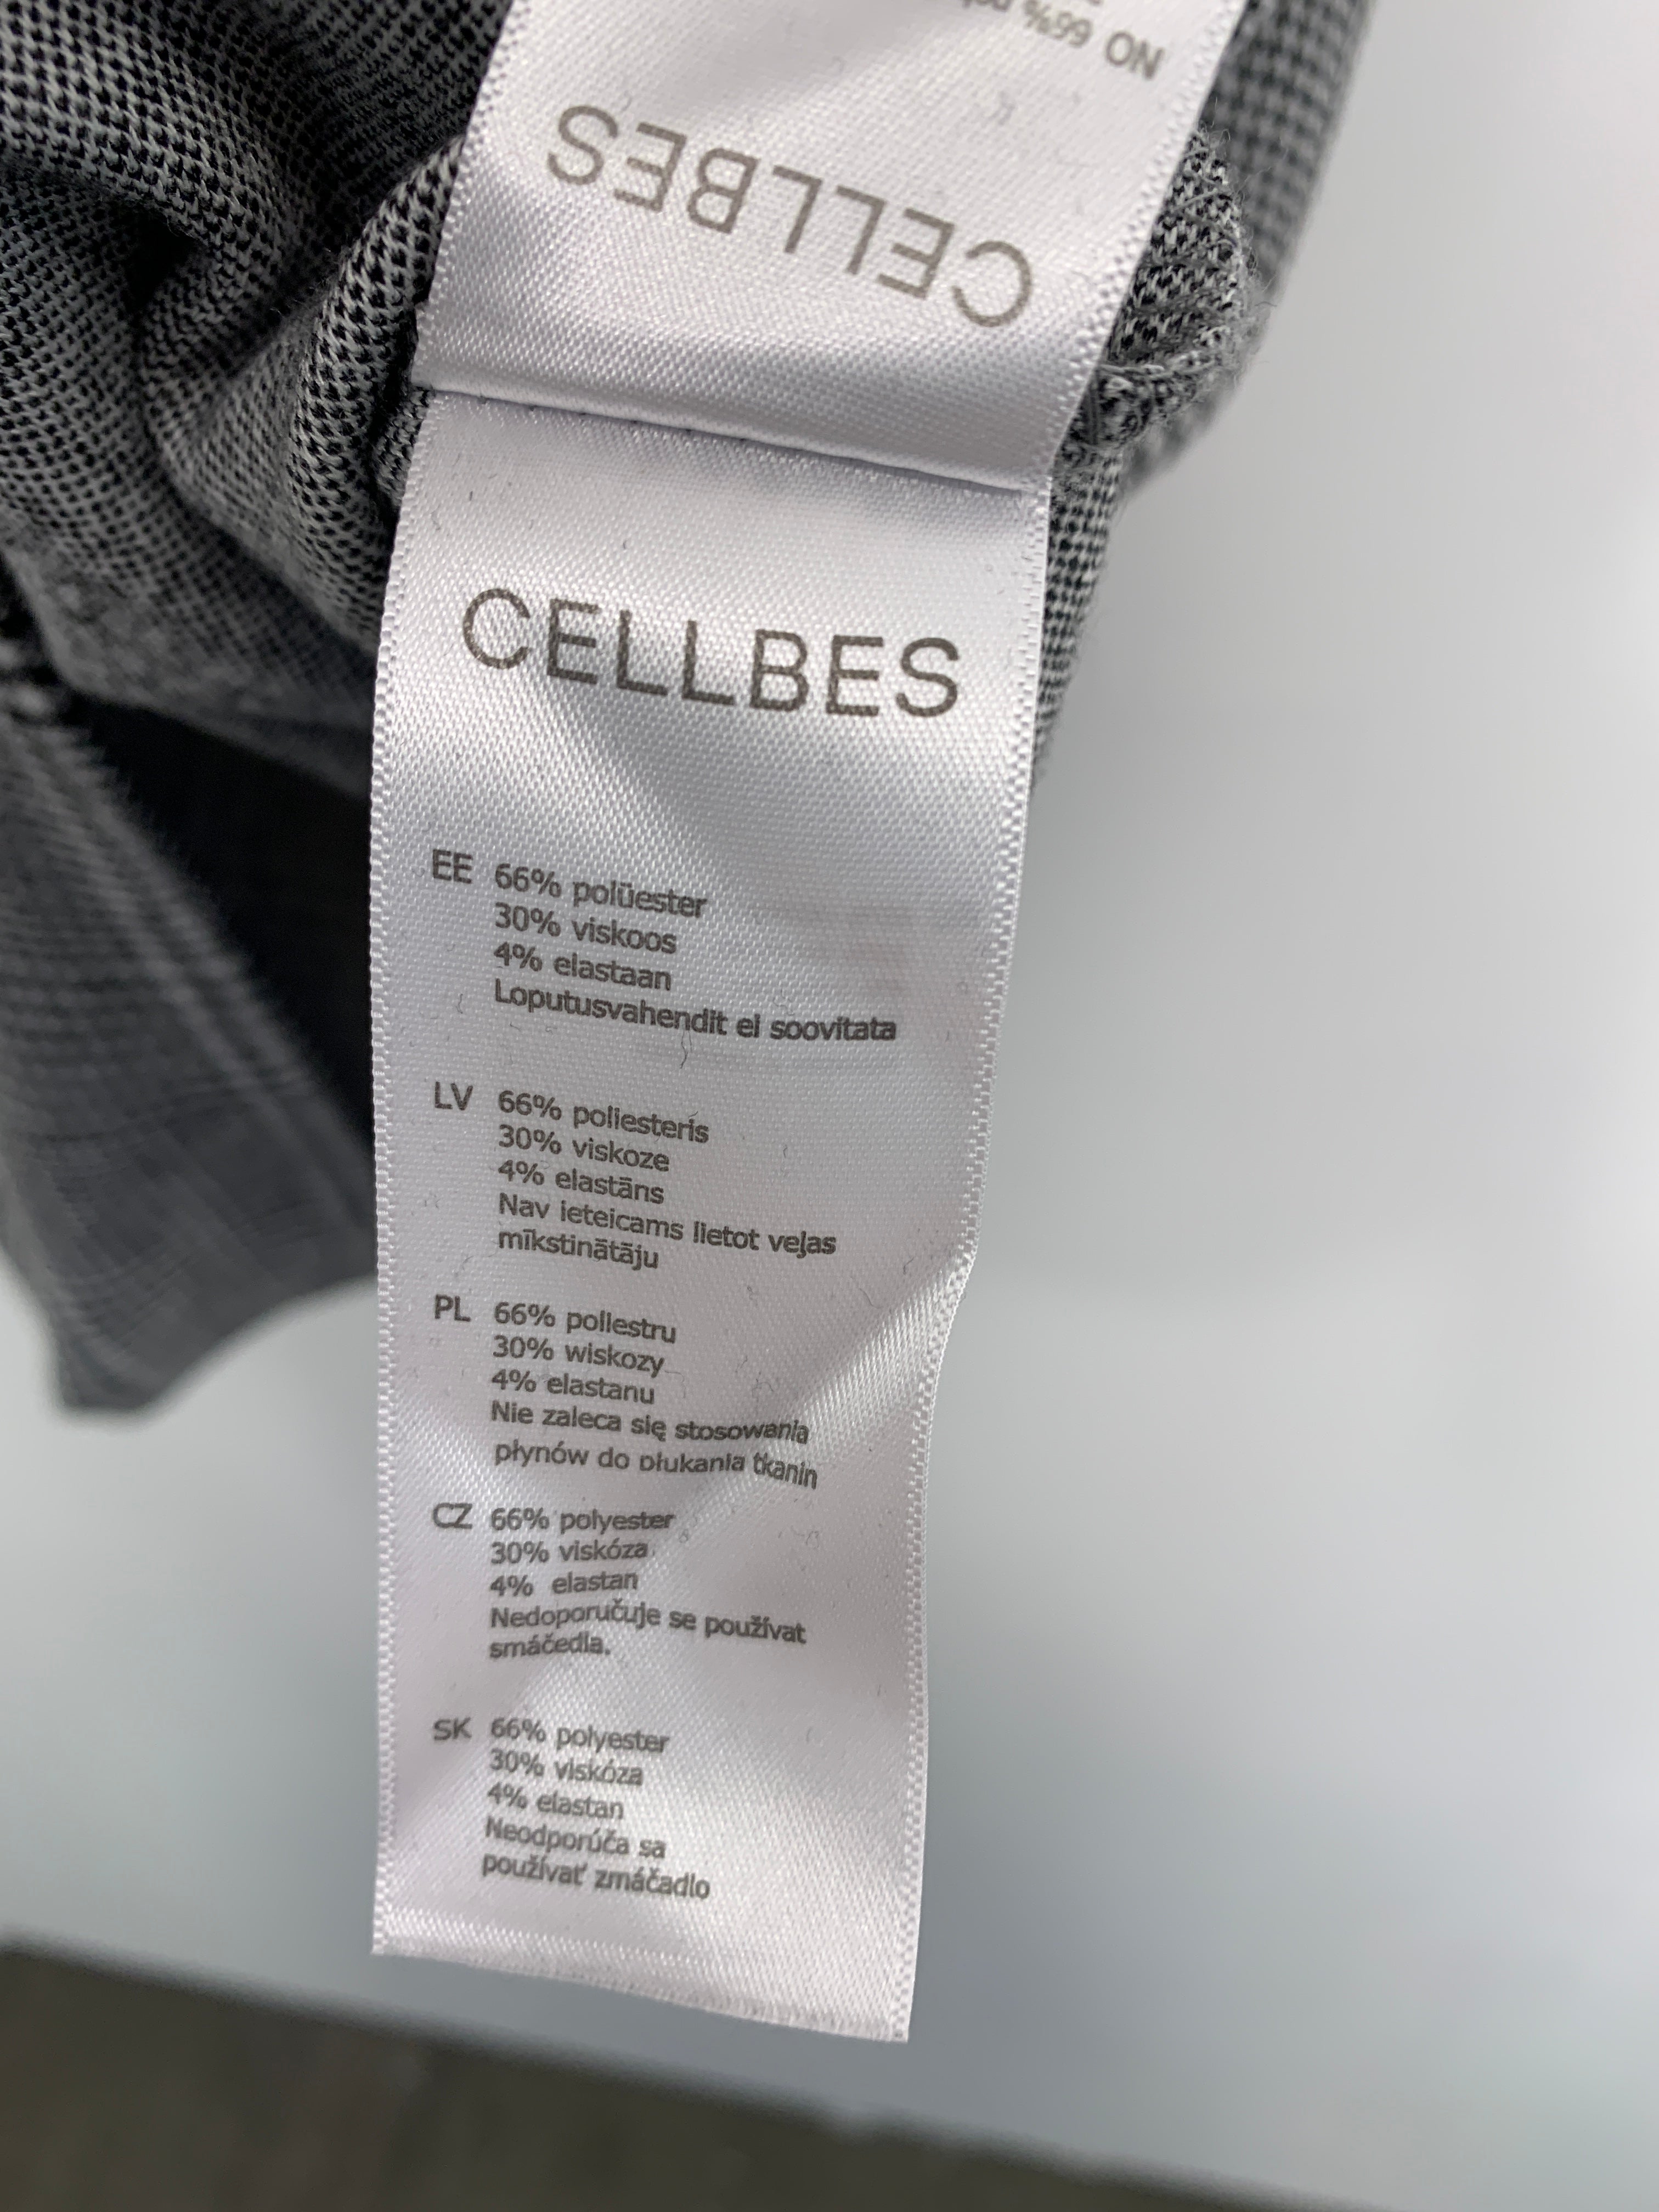 NO 66%
CELLBES
CELLBES
EE 66% polüester
30% viskoos
4% elastaan
Loputusvahendit ei soovitata
LV 66% poliesteris
30% viskoze
4% elastāns
Nav ieteicams lietot veļas
mīkstinātāju
PL 66% poliestru
30% wiskozy
4% elastanu
Nie zaleca się stosowania
płynów do płukania tkanin
CZ 66% polyester
30% viskóza
4% elastan
Nedoporučuje se používat
smáčedla.
SK 66% polyester
30% viskóza
4% elastan
Neodporúča sa
používať zmáčadlo